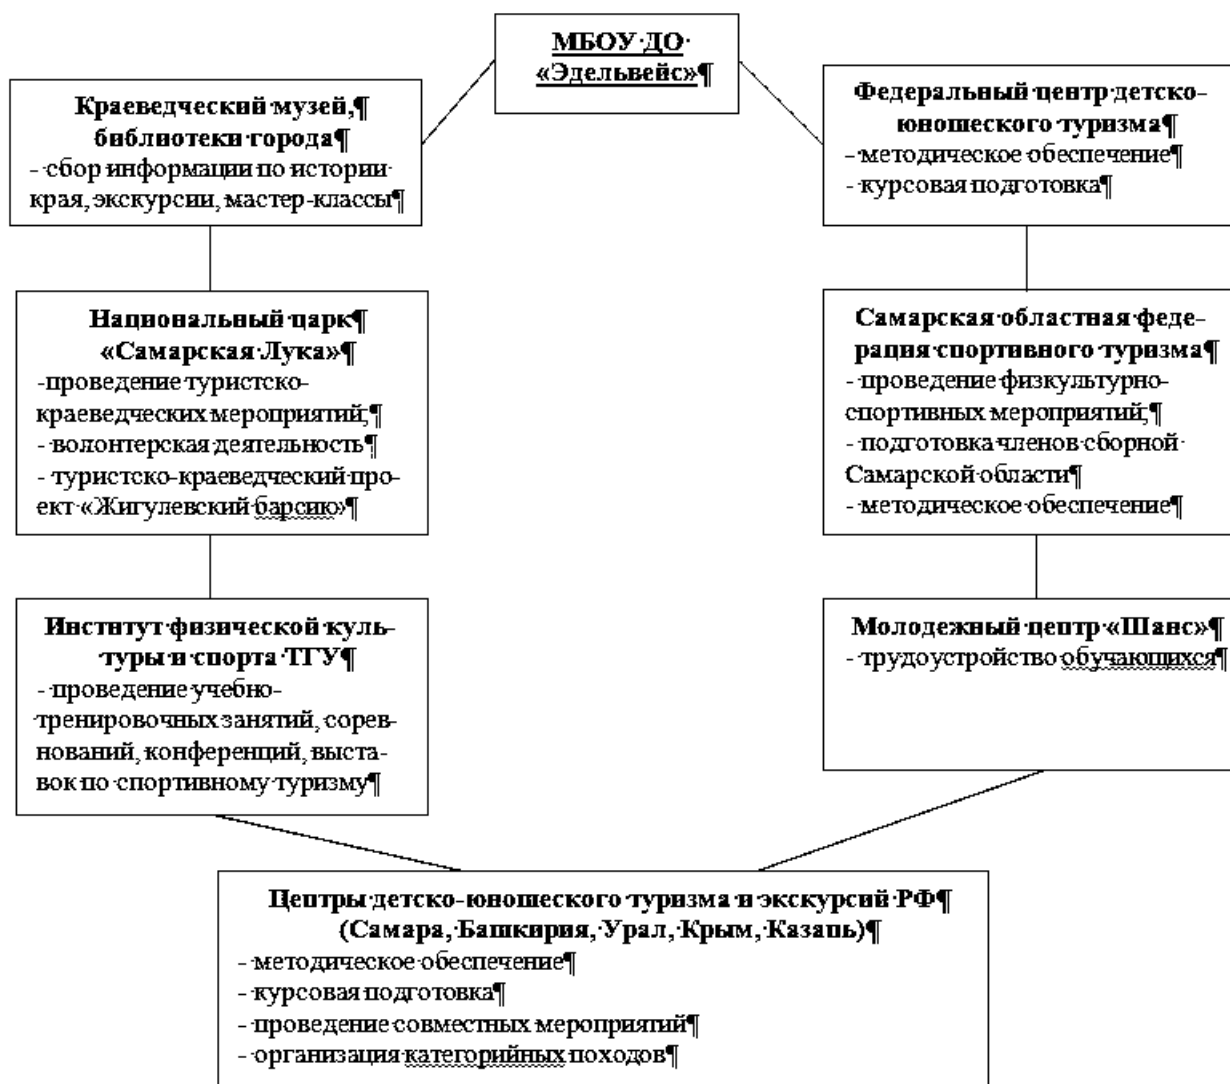 МБОУ ДО
«Эдельвейс»¶
Краеведческий музей,¶
библиотеки города¶
- сбор информации по истории
края, экскурсии, мастер-классы¶
Федеральный центр детско-
юношеского туризма¶
- методическое обеспечение¶
- курсовая подготовка¶
Национальный парк¶
«Самарская Лука»¶
-проведение туристско-
краеведческих мероприятий;¶
- волонтерская деятельность¶
- туристско-краеведческий про-
ект «Жигулевский барсию»¶
Самарская областная феде-
рация спортивного туризма¶
- проведение физкультурно-
спортивных мероприятий;¶
- подготовка членов сборной
Самарской области¶
- методическое обеспечение¶
Институт физической куль-
туры и спорта ТГУ¶
- проведение учебно-
тренировочных занятий, сорев-
нований, конференций, выста-
вок по спортивному туризму¶
Молодежный центр «Шанс»¶
- трудоустройство обучающихся¶
Центры детско-юношеского туризма и экскурсий РФ¶
(Самара, Башкирия, Урал, Крым, Казань)¶
- методическое обеспечение¶
- курсовая подготовка¶
- проведение совместных мероприятий¶
- организация категорийных походов¶